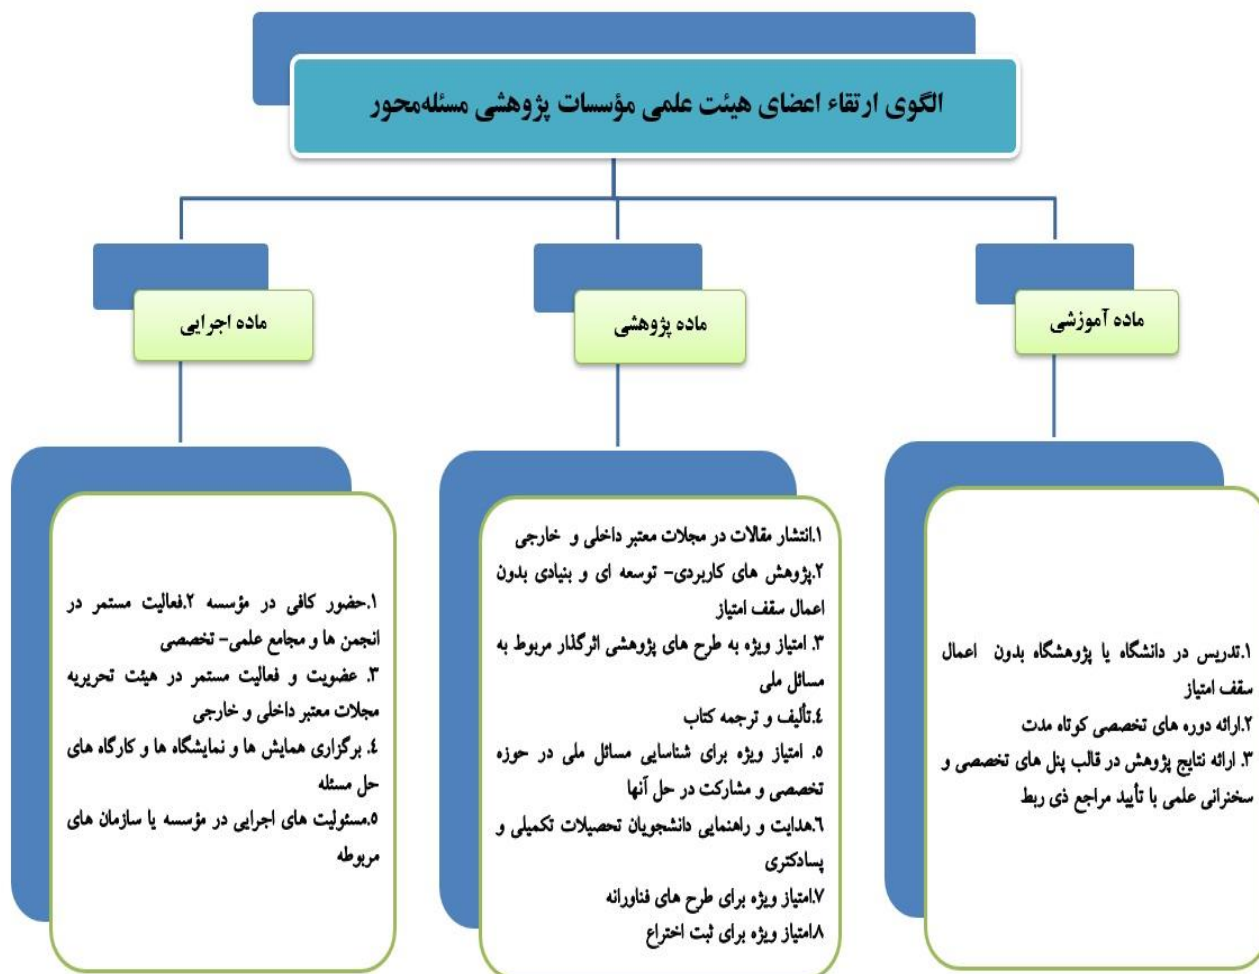 الگوی ارتقاء اعضای هیئت علمی مؤسسات پژوهشی مسئله‌محور
ماده آموزشی
ماده پژوهشی
ماده اجرایی
۱.تدریس در دانشگاه یا پژوهشگاه بدون اعمال
سقف امتیاز
۲.ارائه دوره های تخصصی کوتاه مدت
۳. ارائه نتایج پژوهش در قالب پنل های تخصصی و
سخنرانی علمی با تأیید مراجع ذی ربط
۱.انتشار مقالات در مجلات معتبر داخلی و خارجی
۲.پژوهش های کاربردی- توسعه ای و بنیادی بدون
اعمال سقف امتیاز
۳. امتیاز ویژه به طرح های پژوهشی اثرگذار مربوط به
مسائل ملی
٤.تألیف و ترجمه کتاب
۵. امتیاز ویژه برای شناسایی مسائل ملی در حوزه
تخصصی و مشارکت در حل آنها
٦.هدایت و راهنمایی دانشجویان تحصیلات تکمیلی و
پسادکتری
۷.امتیاز ویژه برای طرح های فناورانه
۸.امتیاز ویژه برای ثبت اختراع
۱.حضور کافی در مؤسسه ۲.فعالیت مستمر در
انجمن ها و مجامع علمی- تخصصی
۳. عضویت و فعالیت مستمر در هیئت تحریریه
مجلات معتبر داخلی و خارجی
٤. برگزاری همایش ها و نمایشگاه ها و کارگاه های
حل مسئله
۵.مسئولیت های اجرایی در مؤسسه یا سازمان های
مربوطه